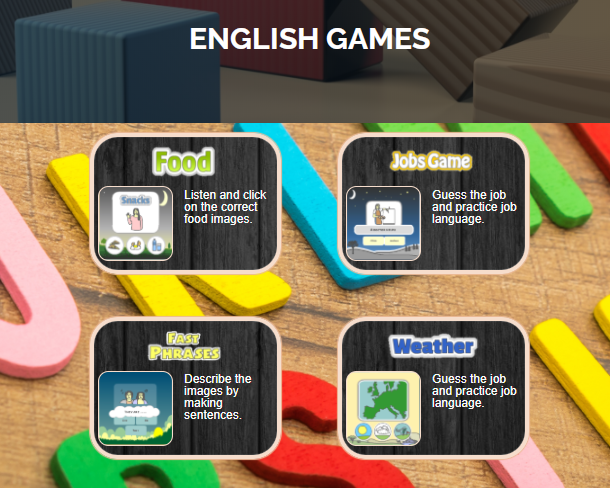 ENGLISH GAMES
Food
Snacks
Listen and click
on the correct
food images.
Jobs Game
Guess the job
and practice job
language.
Fast
Phrases
Describe the
images by
making
sentences.
Weather
Guess the job
and practice job
language.